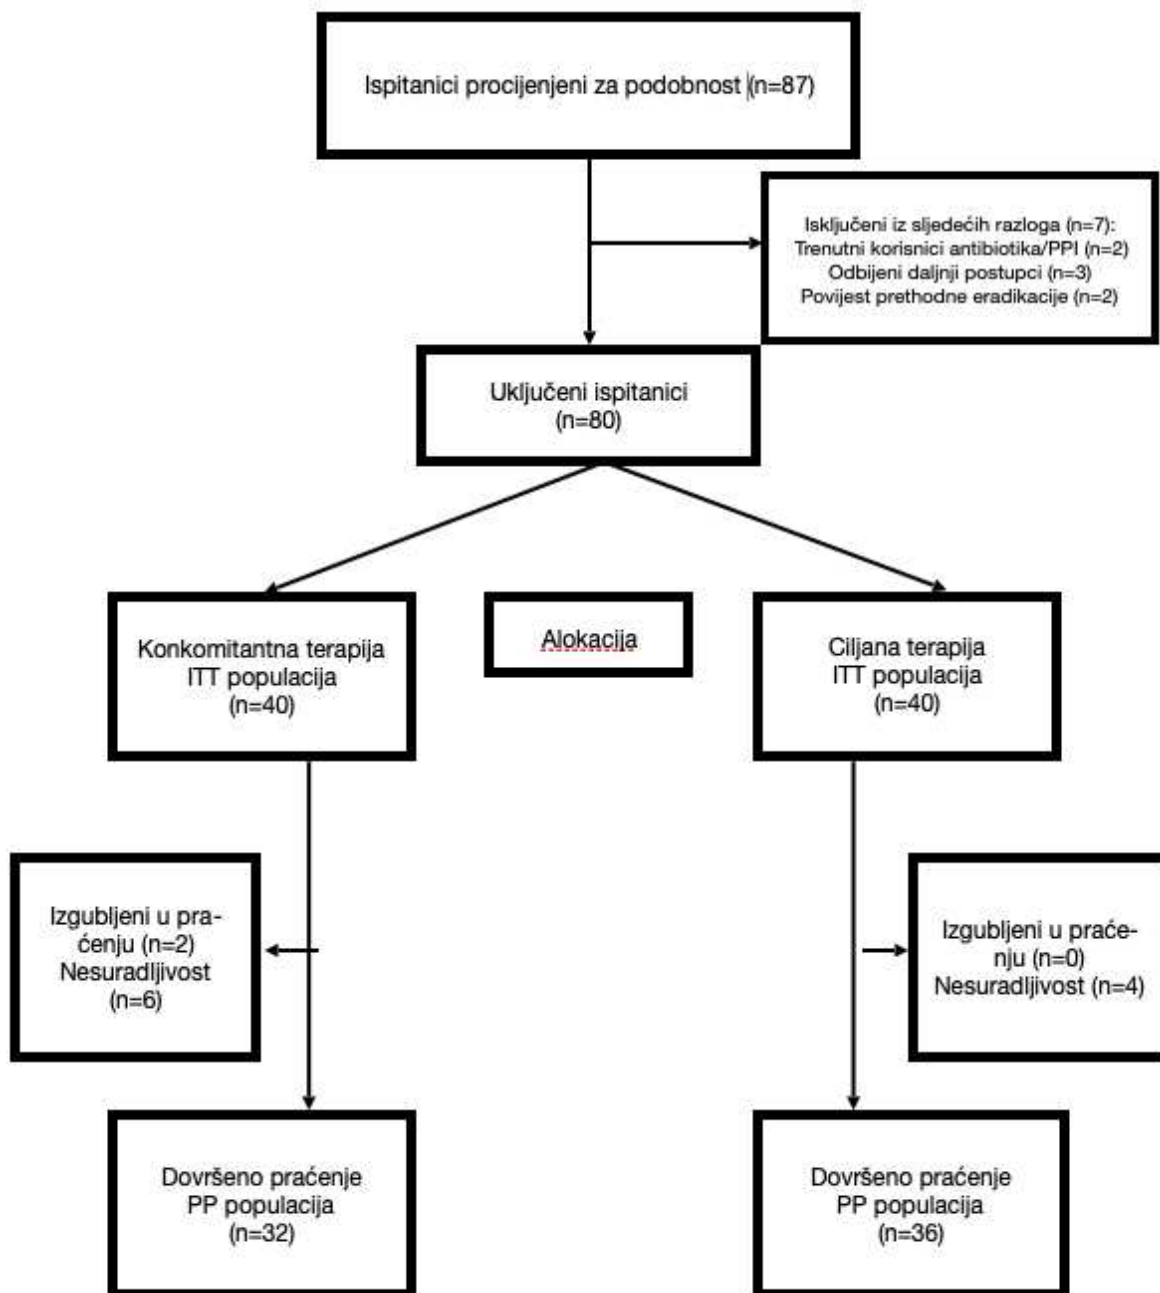 Ispitanici procijenjeni za podobnost (n=87)
Isključeni iz sljedećih razloga (n=7):
Trenutni korisnici antibiotika/PPI (n=2)
Odbijeni daljnji postupci (n=3)
Povijest prethodne eradikacije (n=2)
Uključeni ispitanici
(n=80)
Konkomitantna terapija
ITT populacija
(n=40)
Alokacija
Ciljana terapija
ITT populacija
(n=40)
Izgubljeni u pra-
ćenju (n=2)
Nesuradljivost
(n=6)
Izgubljeni u praće-
nju (n=0)
Nesuradljivost (n=4)
Dovršeno praćenje
PP populacija
(n=32)
Dovršeno praćenje
PP populacija
(n=36)